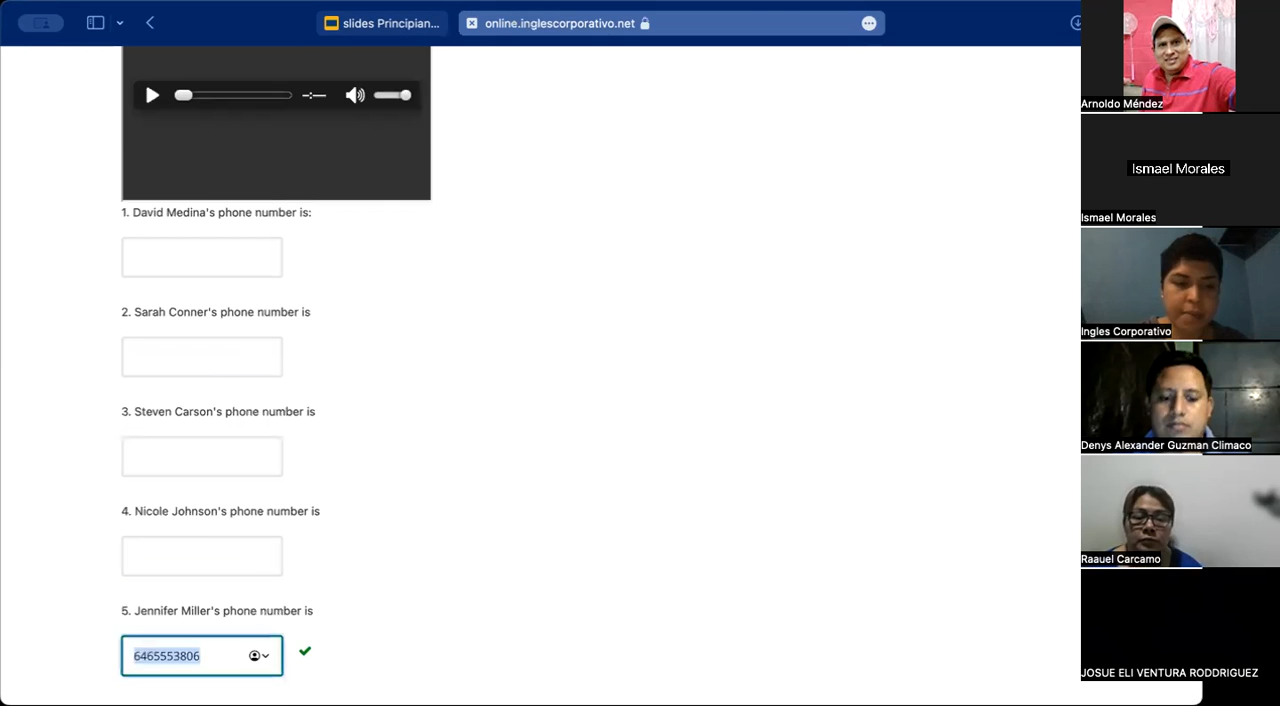 slides Principian...
online.inglescorporativo.net
1. David Medina's phone number is:
2. Sarah Conner's phone number is
3. Steven Carson's phone number is
4. Nicole Johnson's phone number is
5. Jennifer Miller's phone number is
6465553806
Arnoldo Méndez
Ismael Morales
Ismael Morales
Ingles Corporativo
Denys Alexander Guzman Climaco
Raauel Carcamo
JOSUE ELI VENTURA RODDRIGUEZ